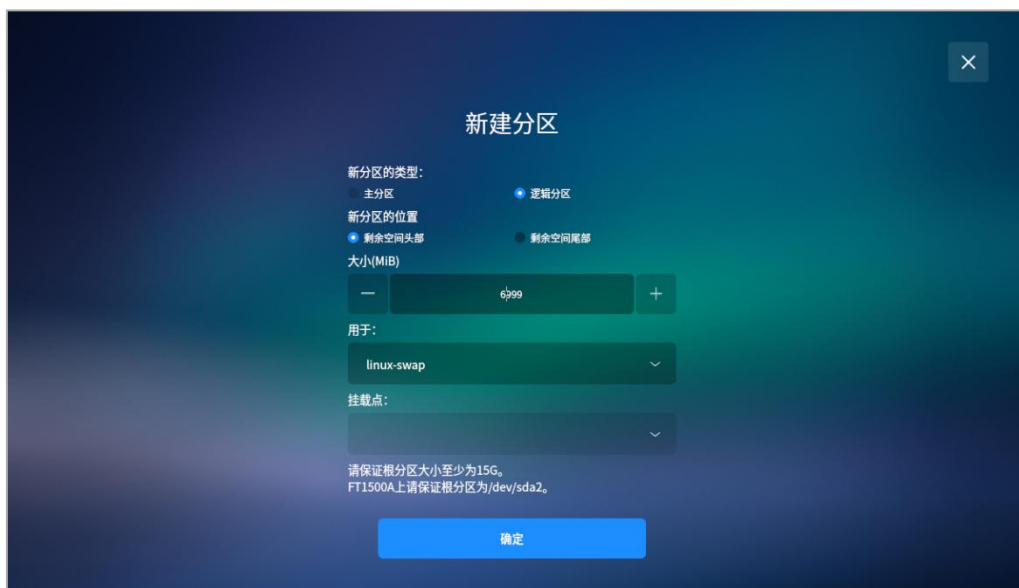 新建分区
新分区的类型：
主分区 逻辑分区
新分区的位置
剩余空间头部 剩余空间尾部
大小(MiB)
6999
用于：
linux-swap
挂载点：
请保证根分区大小至少为15G。
FT1500A上请保证根分区为/dev/sda2。
确定